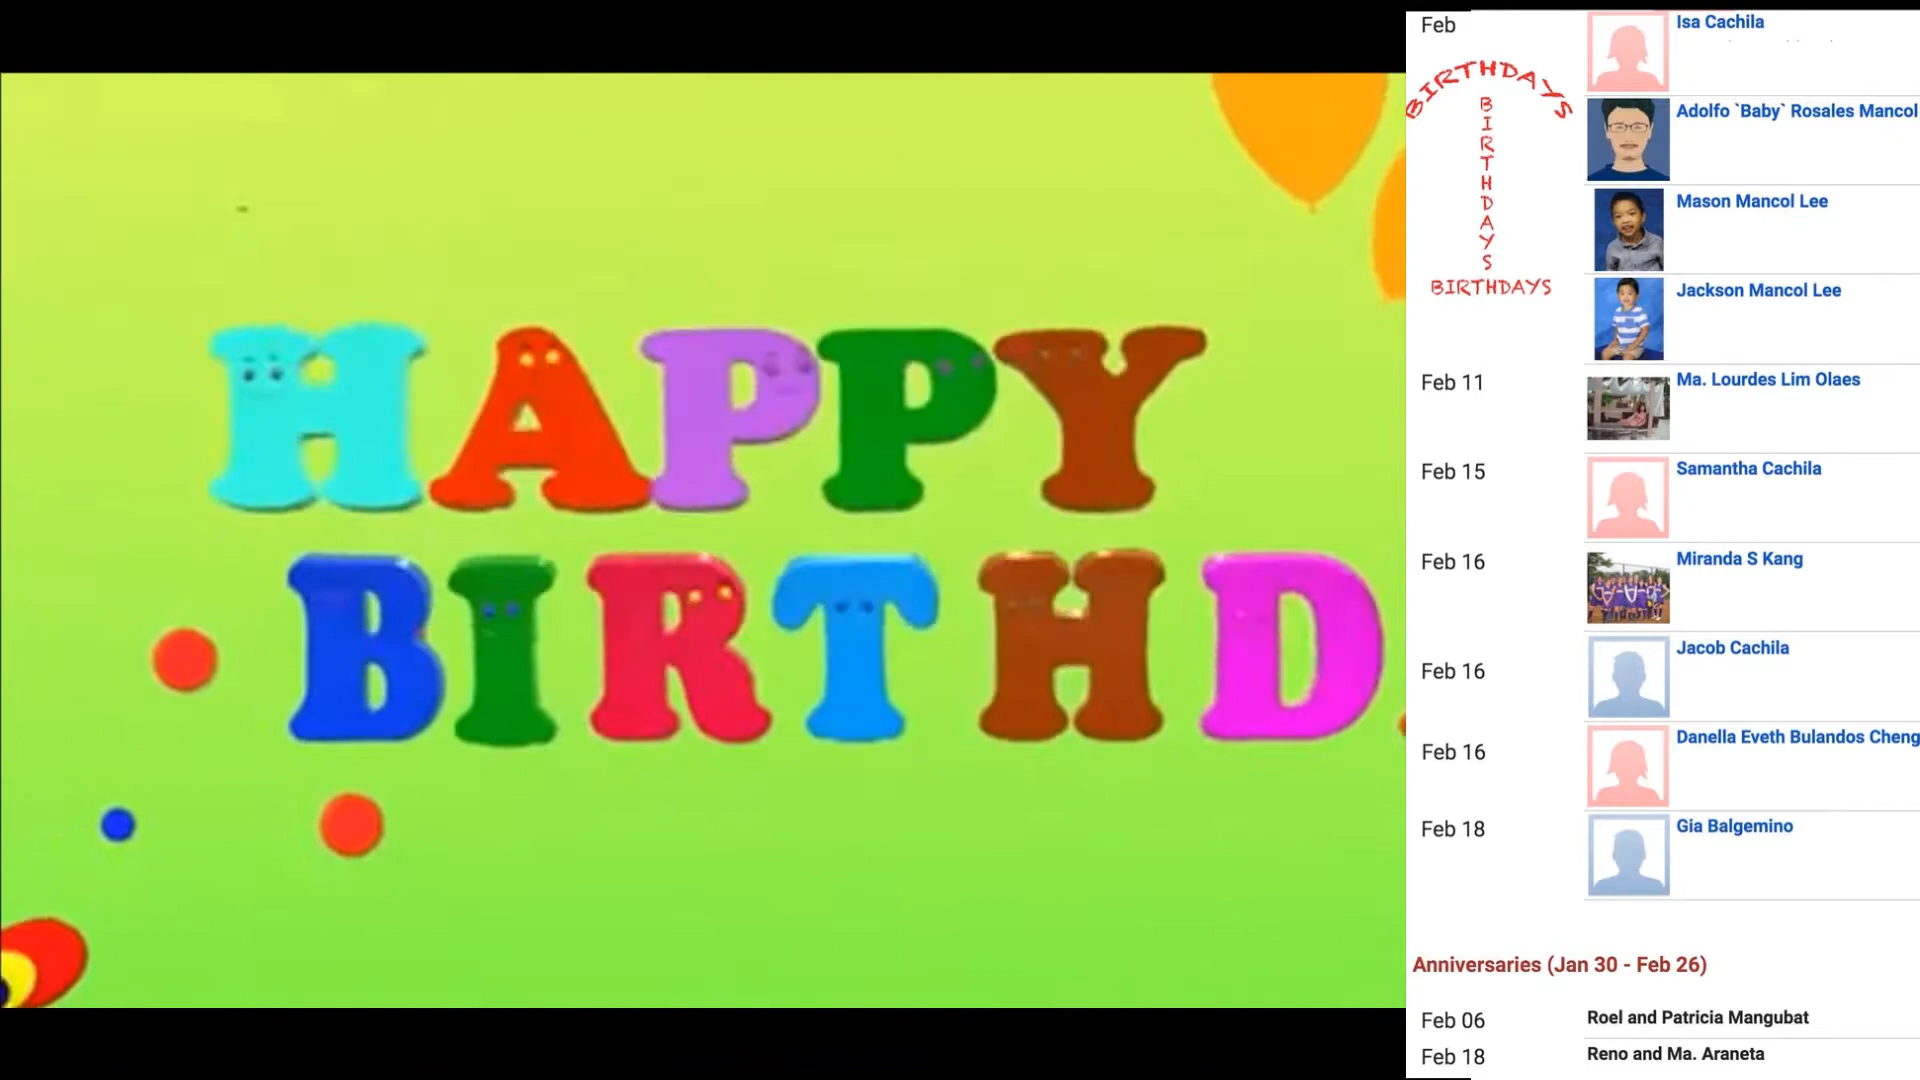 HAPPY
BIRTHD
Feb
BIRTHDAYS
BIRTHDAYS
BIRTHDAYS
Isa Cachila
Adolfo `Baby` Rosales Mancol
Mason Mancol Lee
Jackson Mancol Lee
Feb 11 Ma. Lourdes Lim Olaes
Feb 15 Samantha Cachila
Feb 16 Miranda S Kang
Feb 16 Jacob Cachila
Feb 16 Danella Eveth Bulandos Cheng
Feb 18 Gia Balgemino
Anniversaries (Jan 30 - Feb 26)
Feb 06 Roel and Patricia Mangubat
Feb 18 Reno and Ma. Araneta